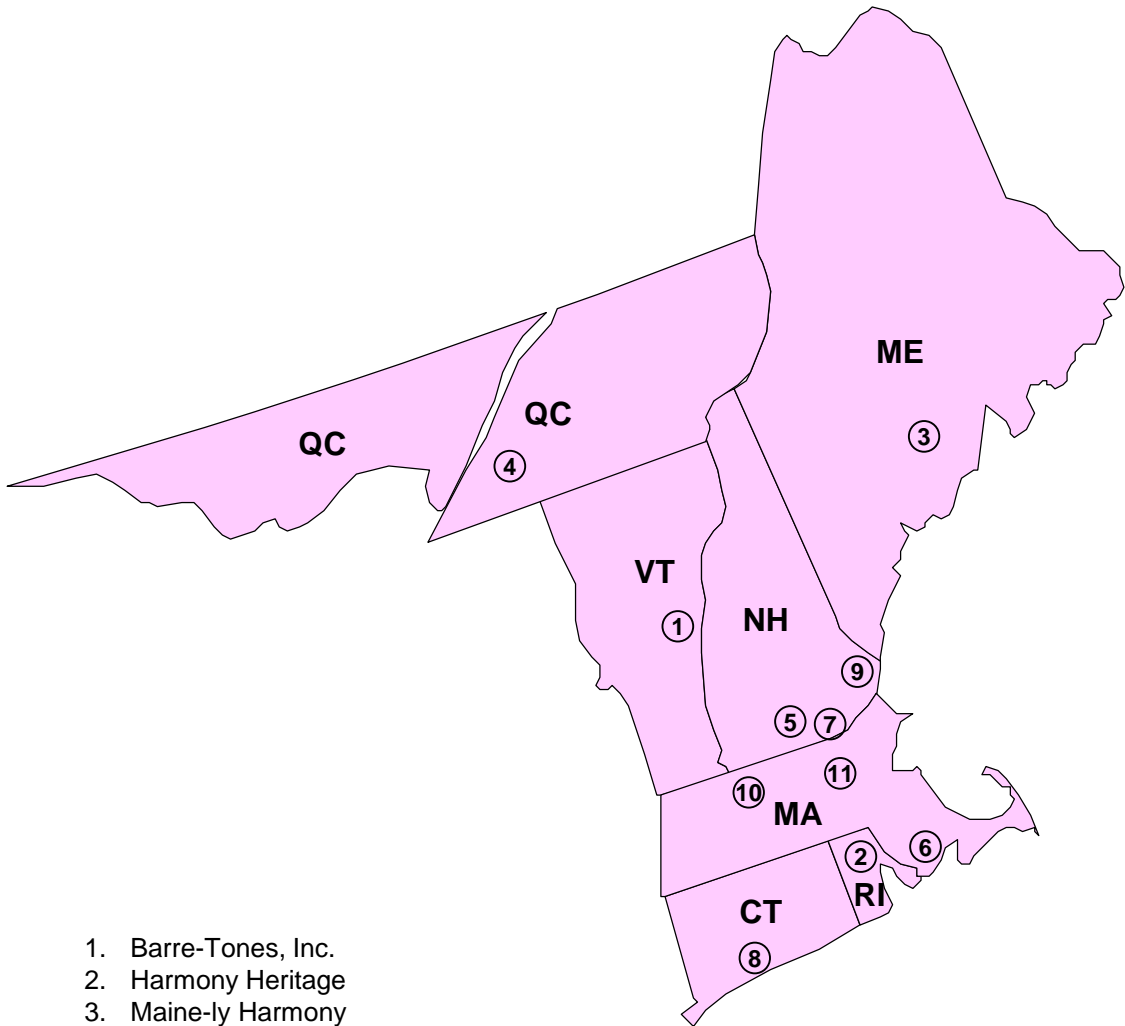 ME
QC
QC
3
4
VT
NH
1
9
5
7
11
10
MA
6
2
RI
CT
8
1. Barre-Tones, Inc.
2. Harmony Heritage
3. Maine-ly Harmony